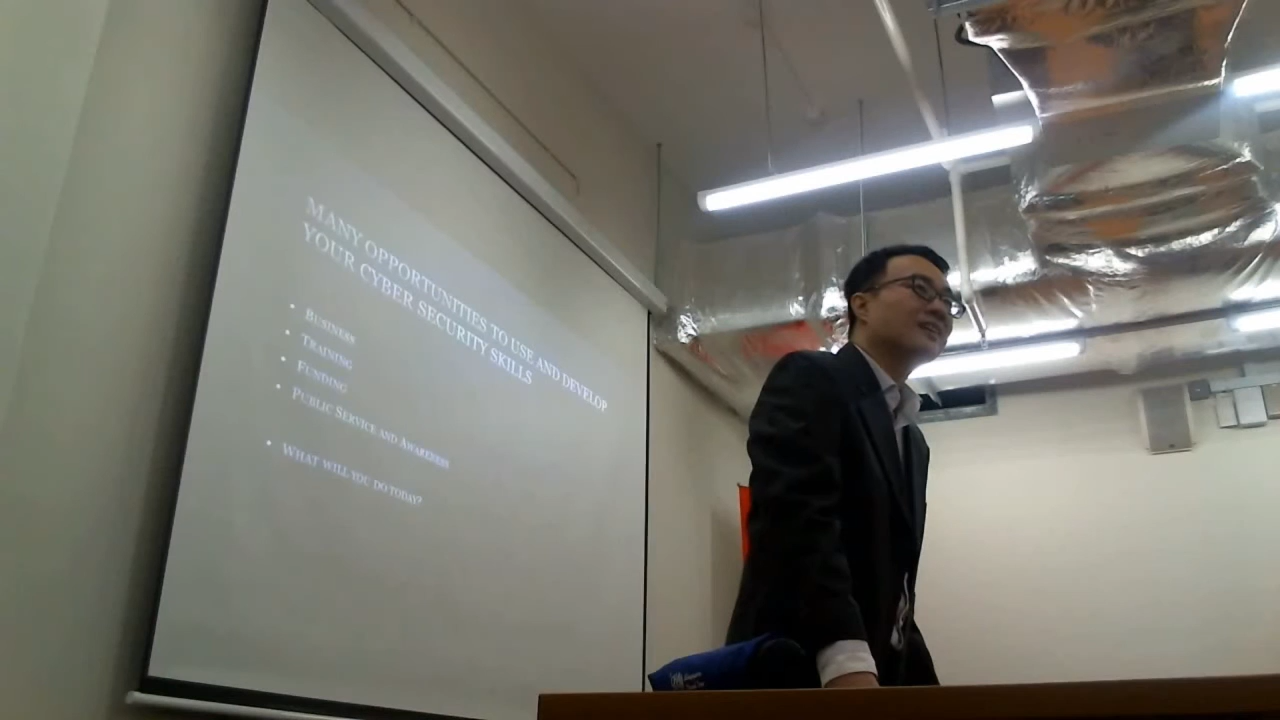 MANY OPPORTUNITIES TO USE AND DEVELOP
YOUR CYBER SECURITY SKILLS
• BUSINESS
• TRAINING
• FUNDING
• PUBLIC SERVICE AND AWARENESS
• WHAT WILL YOU DO TODAY?